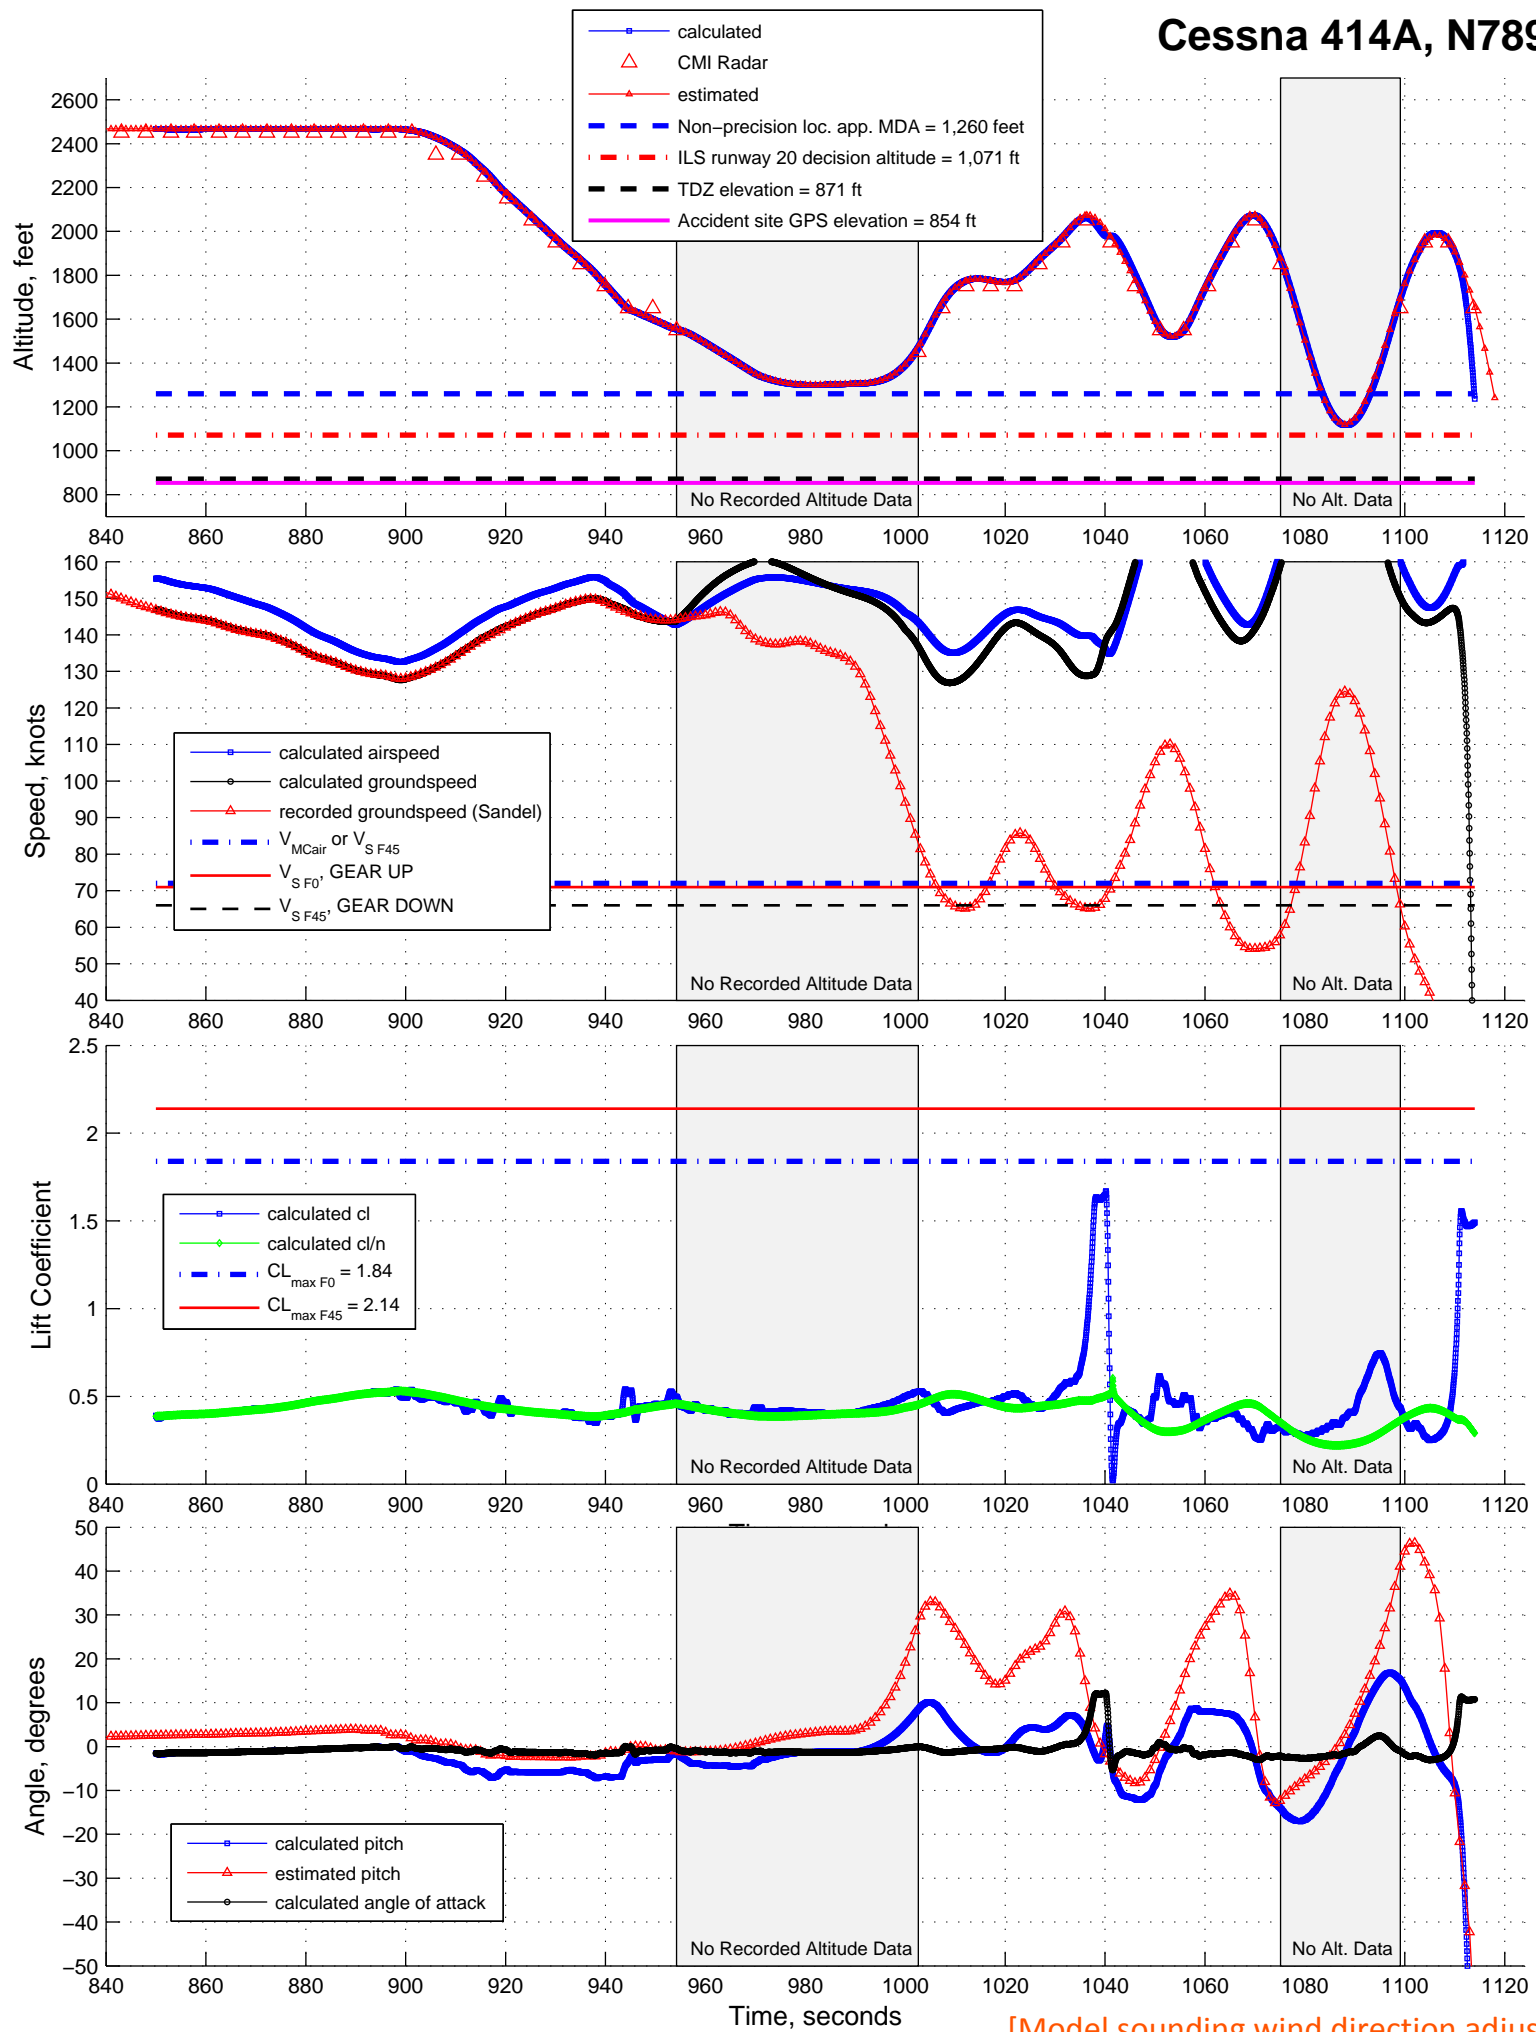 Cessna 414A, N789
calculated
CMI Radar
estimated
Non−precision loc. app. MDA = 1,260 feet
ILS runway 20 decision altitude = 1,071 ft
TDZ elevation = 871 ft
Accident site GPS elevation = 854 ft
Altitude, feet
2600
2400
2200
2000
1800
1600
1400
1200
1000
800
No Recorded Altitude Data
No Alt. Data
840 860 880 900 920 940 960 980 1000 1020 1040 1060 1080 1100 1120
Speed, knots
160
150
140
130
120
110
100
90
80
70
60
50
40
calculated airspeed
calculated groundspeed
recorded groundspeed (Sandel)
V MCair or V S F45
V S F0, GEAR UP
V S F45, GEAR DOWN
No Recorded Altitude Data
No Alt. Data
840 860 880 900 920 940 960 980 1000 1020 1040 1060 1080 1100 1120
Lift Coefficient
2.5
2
1.5
1
0.5
0
calculated cl
calculated cl/n
CL max F0 = 1.84
CL max F45 = 2.14
No Recorded Altitude Data
No Alt. Data
840 860 880 900 920 940 960 980 1000 1020 1040 1060 1080 1100 1120
Angle, degrees
50
40
30
20
10
0
−10
−20
−30
−40
−50
calculated pitch
estimated pitch
calculated angle of attack
No Recorded Altitude Data
No Alt. Data
840 860 880 900 920 940 960 980 1000 1020 1040 1060 1080 1100 1120
Time, seconds
[Model sounding wind direction adjus